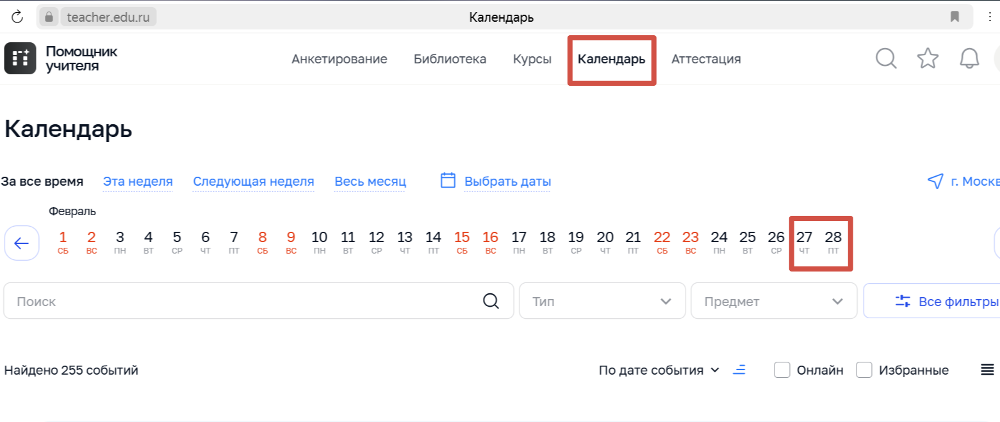 teacher.edu.ru Календарь
Помощник
учителя
Анкетирование Библиотека Курсы Календарь Аттестация
Календарь
За все время Эта неделя Следующая неделя Весь месяц Выбрать даты г. Москв
Февраль
1 2 3 4 5 6 7 8 9 10 11 12 13 14 15 16 17 18 19 20 21 22 23 24 25 26 27 28
СБ ВС ПН ВТ СР ЧТ ПТ СБ ВС ПН ВТ СР ЧТ ПТ СБ ВС ПН ВТ СР ЧТ ПТ СБ ВС ПН ВТ СР ЧТ ПТ
Поиск Тип Предмет Все фильтры
Найдено 255 событий По дате события Онлайн Избранные